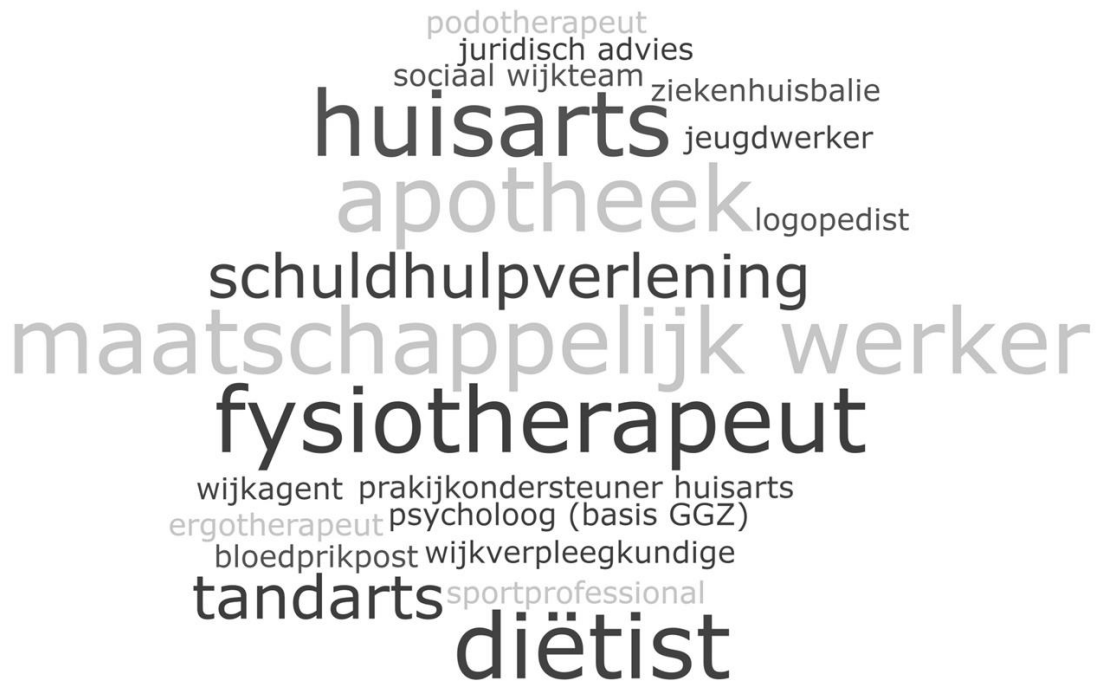 podotherapeut
juridisch advies
sociaal wijkteam
ziekenhuisbalie
huisarts
jeugdwerker
apotheek
logopedist
schuldhulpverlening
maatschappelijk werker
fysiotherapeut
wijkagent
prakijkondersteuner huisarts
ergotherapeut
psycholoog (basis GGZ)
bloedprikpost
wijkverpleegkundige
tandarts
sportprofessional
diëtist